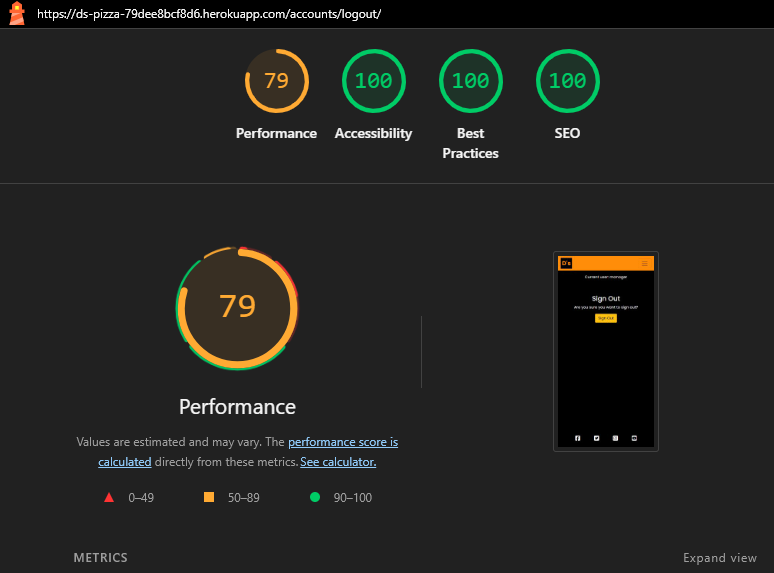 https://ds-pizza-79dee8bcf8d6.herokuapp.com/accounts/logout/
79
100
100
100
Performance
Accessibility
Best
Practices
SEO
79
Performance
Values are estimated and may vary. The performance score is
calculated directly from these metrics. See calculator.
0–49
50–89
90–100
D's
Current user: manager
Sign Out
Are you sure you want to sign out?
Sign Out
METRICS
Expand view